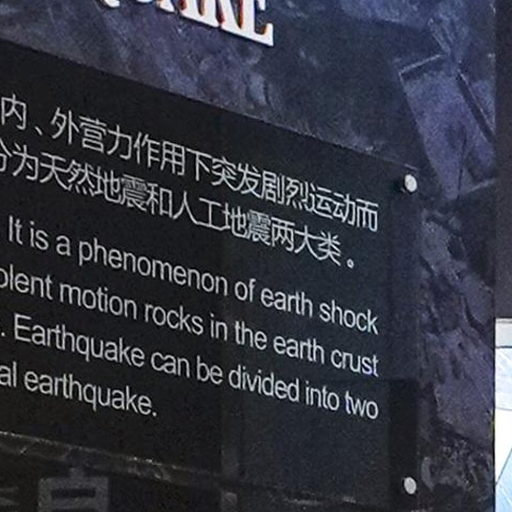 QUAKE
内、外营力作用下突发剧烈运动而
分为天然地震和人工地震两大类。
It is a phenomenon of earth shock
olent motion rocks in the earth crust
. Earthquake can be divided into two
al earthquake.